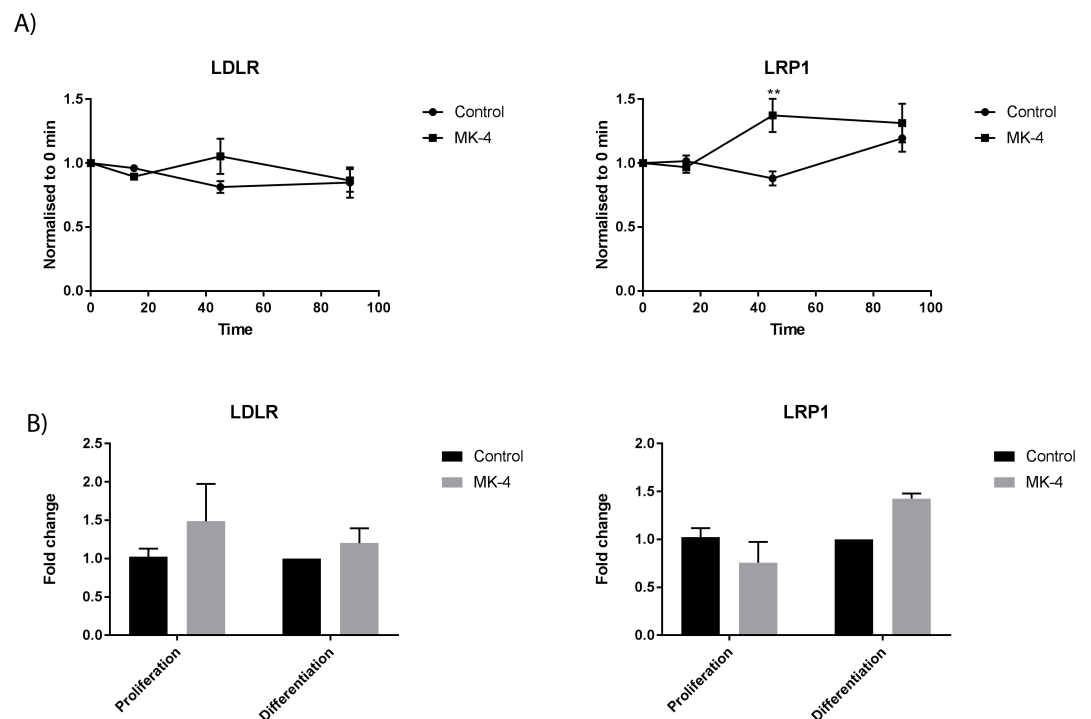 A)
LDLR
1.5
1.0
0.5
0.0
Normalised to 0 min
0 20 40 60 80 100
Time
Control
MK-4
LRP1
**
1.5
1.0
0.5
0.0
Normalised to 0 min
0 20 40 60 80 100
Time
Control
MK-4
B)
LDLR
2.5
2.0
1.5
1.0
0.5
0.0
Fold change
Proliferation
Differentiation
Control
MK-4
LRP1
2.0
1.5
1.0
0.5
0.0
Fold change
Proliferation
Differentiation
Control
MK-4